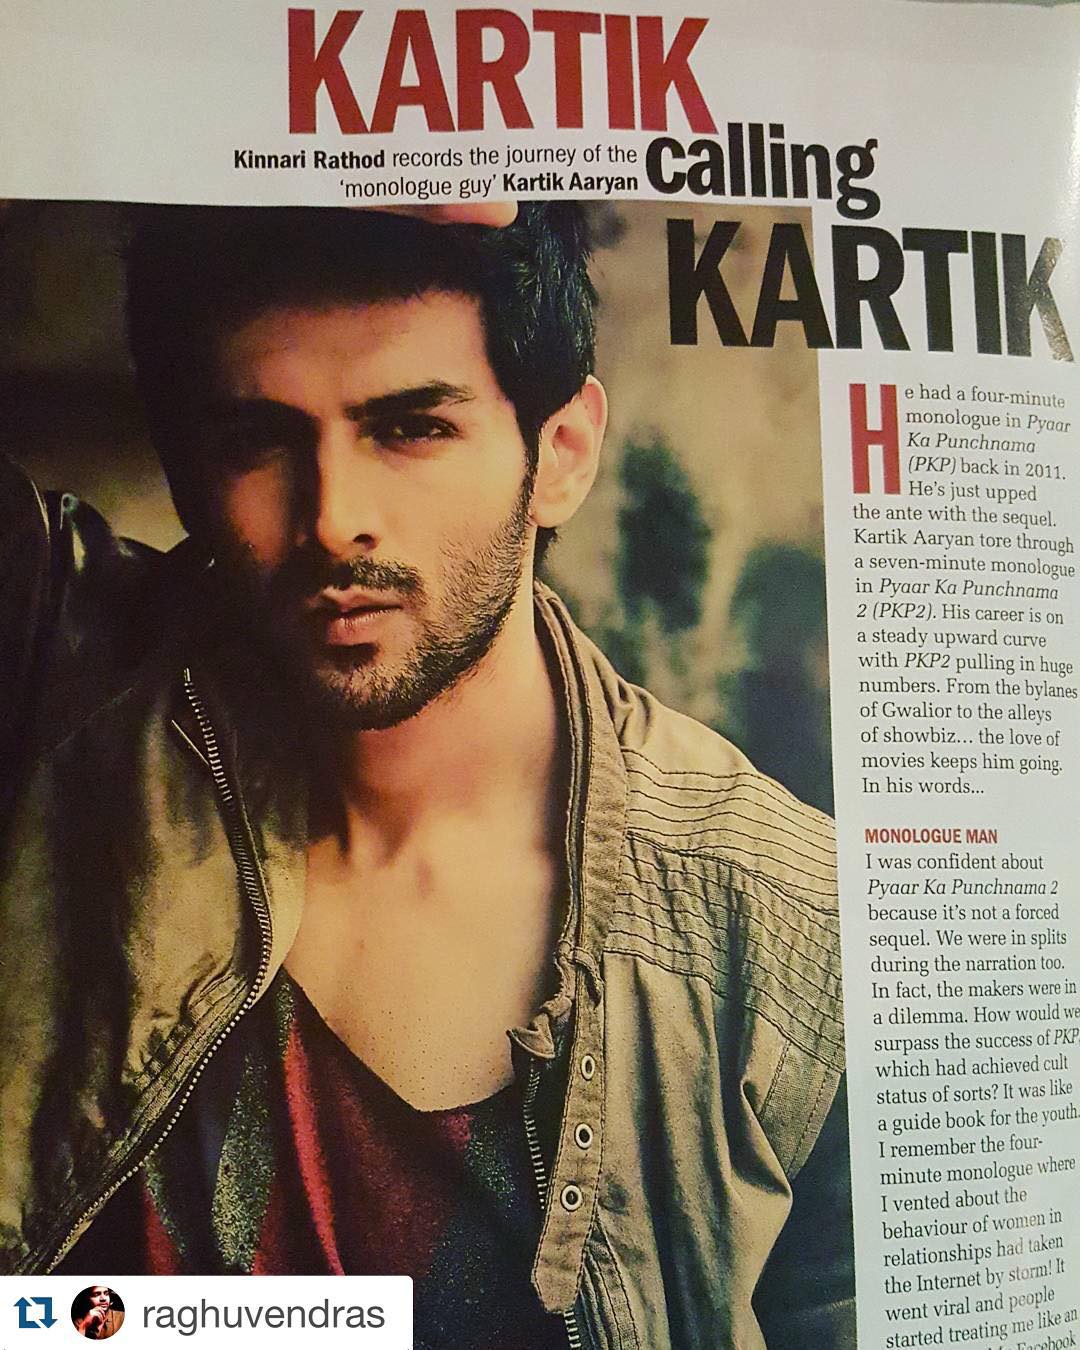 KARTIK
calling
KARTIK
Kinnari Rathod records the journey of the
‘monologue guy’ Kartik Aaryan
He had a four-minute
monologue in Pyaar
Ka Punchnama
(PKP) back in 2011.
He’s just upped
the ante with the sequel.
Kartik Aaryan tore through
a seven-minute monologue
in Pyaar Ka Punchnama
2 (PKP2). His career is on
a steady upward curve
with PKP2 pulling in huge
numbers. From the bylanes
of Gwalior to the alleys
of showbiz... the love of
movies keeps him going.
In his words...
MONOLOGUE MAN
I was confident about
Pyaar Ka Punchnama 2
because it’s not a forced
sequel. We were in splits
during the narration too.
In fact, the makers were in
a dilemma. How would we
surpass the success of PKP,
which had achieved cult
status of sorts? It was like
a guide book for the youth.
I remember the four-
minute monologue where
I vented about the
behaviour of women in
relationships had taken
the Internet by storm! It
went viral and people
started treating me like an
Facebook
raghuvendras